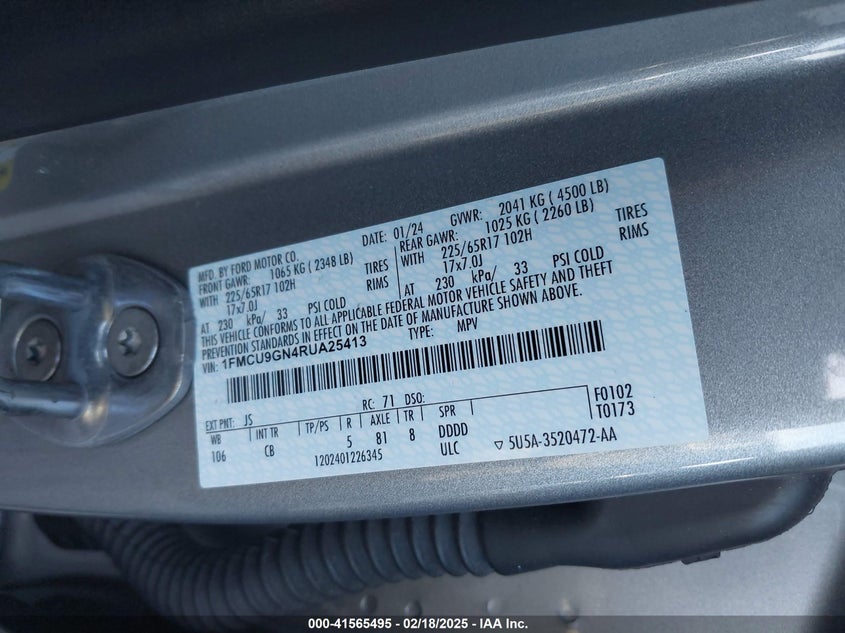 MFD. BY FORD MOTOR CO.
DATE: 01/24 GVWR: 2041 KG ( 4500 LB)
FRONT GAWR: 1065 KG ( 2348 LB) REAR GAWR: 1025 KG ( 2260 LB)
WITH 225/65R17 102H TIRES WITH 225/65R17 102H TIRES
17x7.0J RIMS 17x7.0J RIMS
AT 230 kPa/ 33 PSI COLD AT 230 kPa/ 33 PSI COLD
THIS VEHICLE CONFORMS TO ALL APPLICABLE FEDERAL MOTOR VEHICLE SAFETY AND THEFT
PREVENTION STANDARDS IN EFFECT ON THE DATE OF MANUFACTURE SHOWN ABOVE.
VIN: 1FMCU9GN4RUA25413 TYPE: MPV
EXT PNT: JS RC: 71 DSO: F0102
T0173
WB INT TR TP/PS R AXLE TR SPR
106 CB 5 81 8 DDDD
1202401226345 ULC ▽ 5U5A-3520472-AA
000-41565495 - 02/18/2025 - IAA Inc.